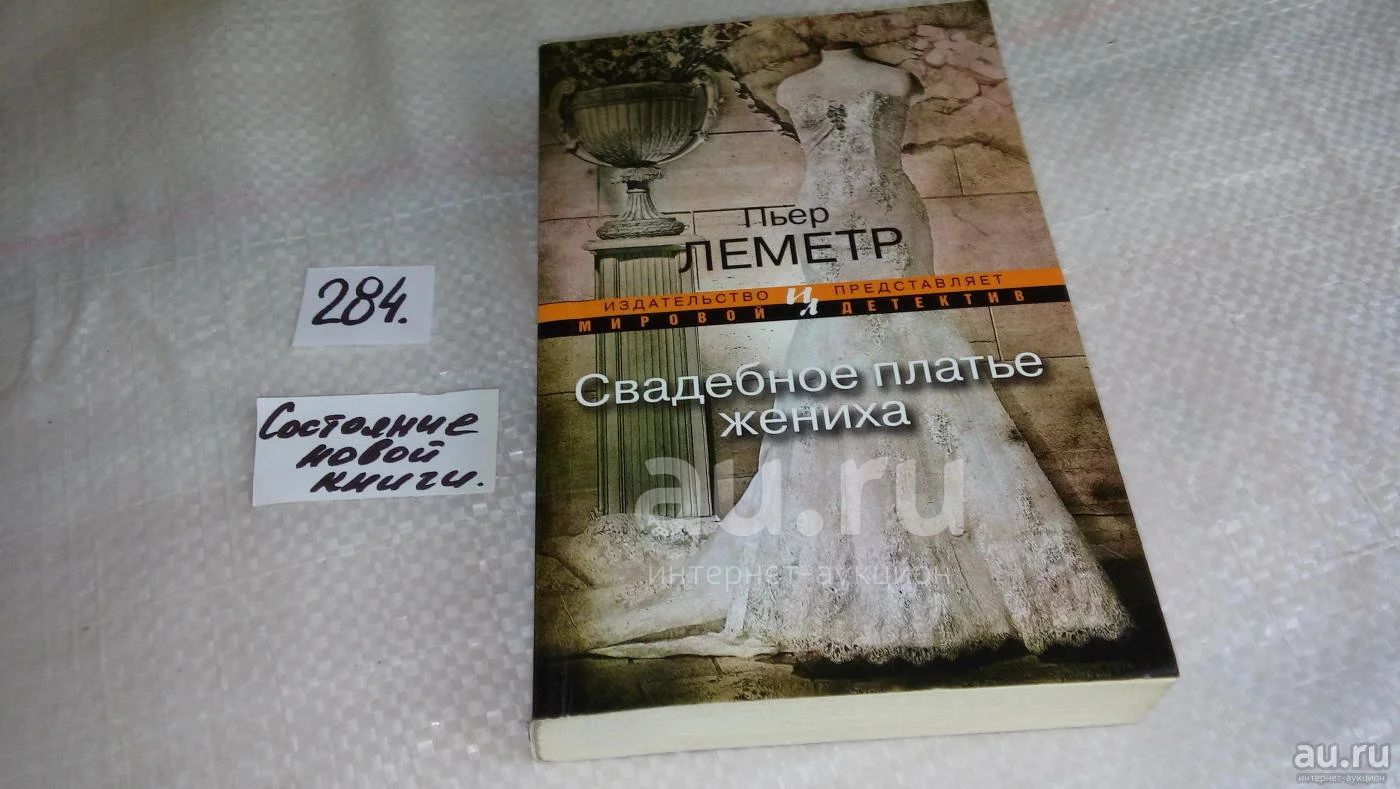 284.
Состояние
новой
книги.
Пьер
ЛЕМЕТР
ИЗДАТЕЛЬСТВО ИЛ ПРЕДСТАВЛЯЕТ
МИРОВОЙ ДЕТЕКТИВ
Свадебное платье
жениха
au.ru
интернет-аукцион
au.ru
интернет-аукцион